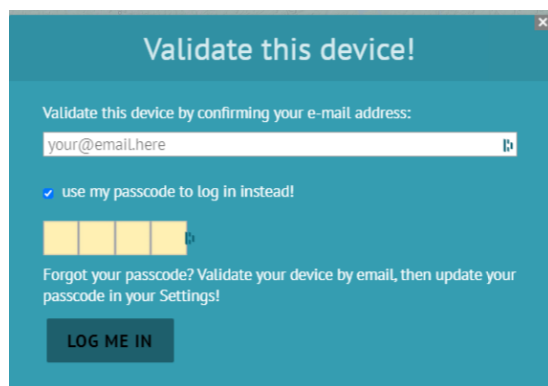 Validate this device!
Validate this device by confirming your e-mail address:
your@email.here
use my passcode to log in instead!
Forgot your passcode? Validate your device by email, then update your
passcode in your Settings!
LOG ME IN